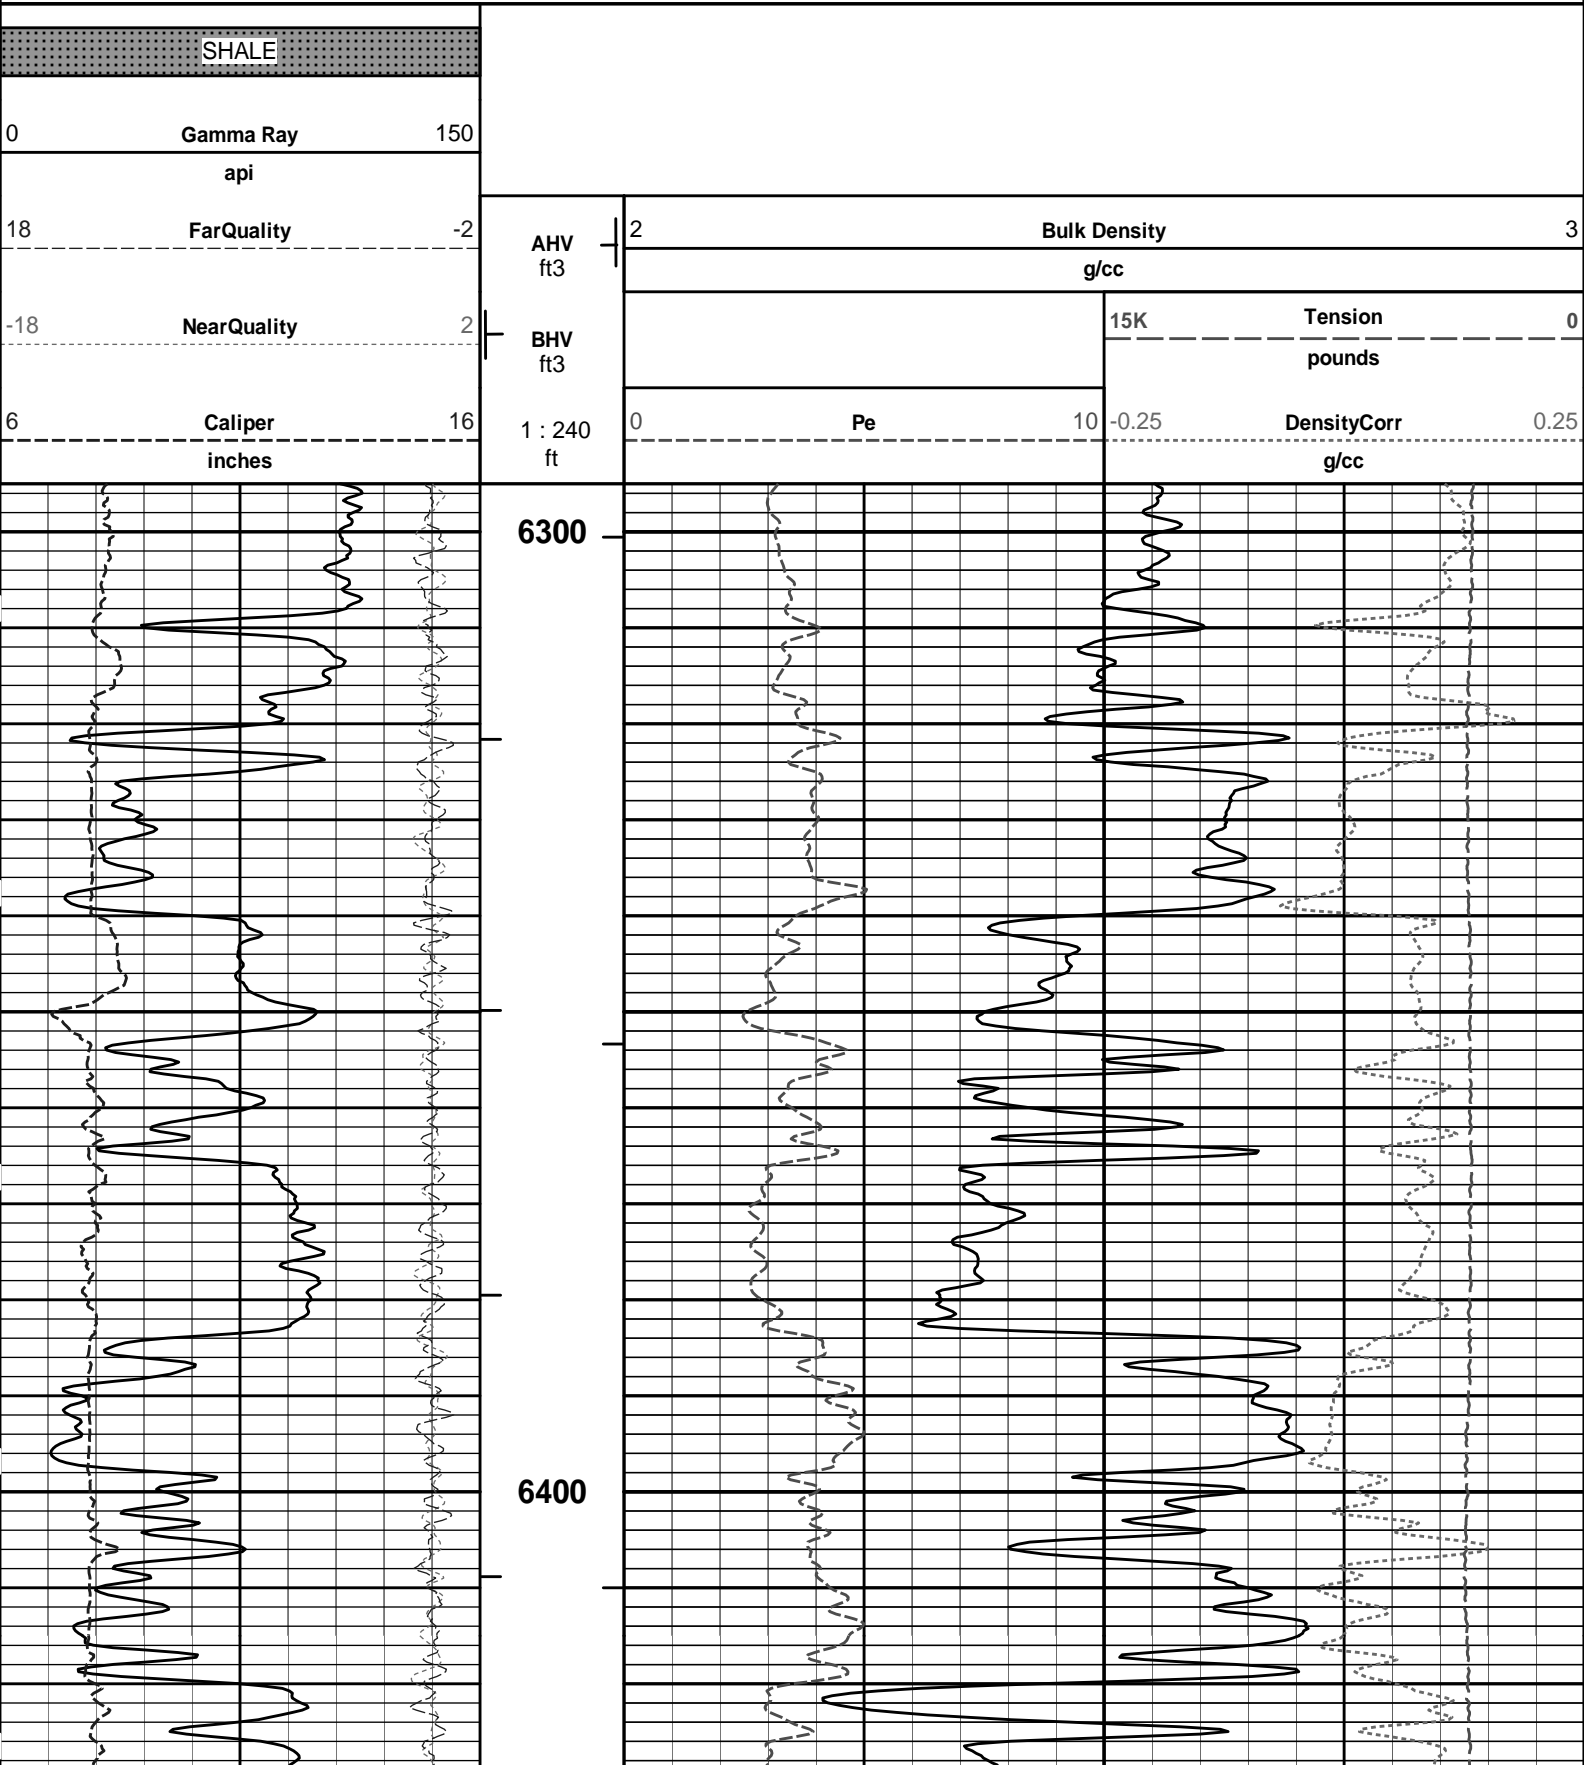 SHALE
0 Gamma Ray 150
api
18 FarQuality -2
-18 NearQuality 2
6 Caliper 16
inches
AHV
ft3
BHV
ft3
1 : 240
ft
2 Bulk Density 3
g/cc
15K Tension 0
pounds
0 Pe 10
-0.25 DensityCorr 0.25
g/cc
6300
6400